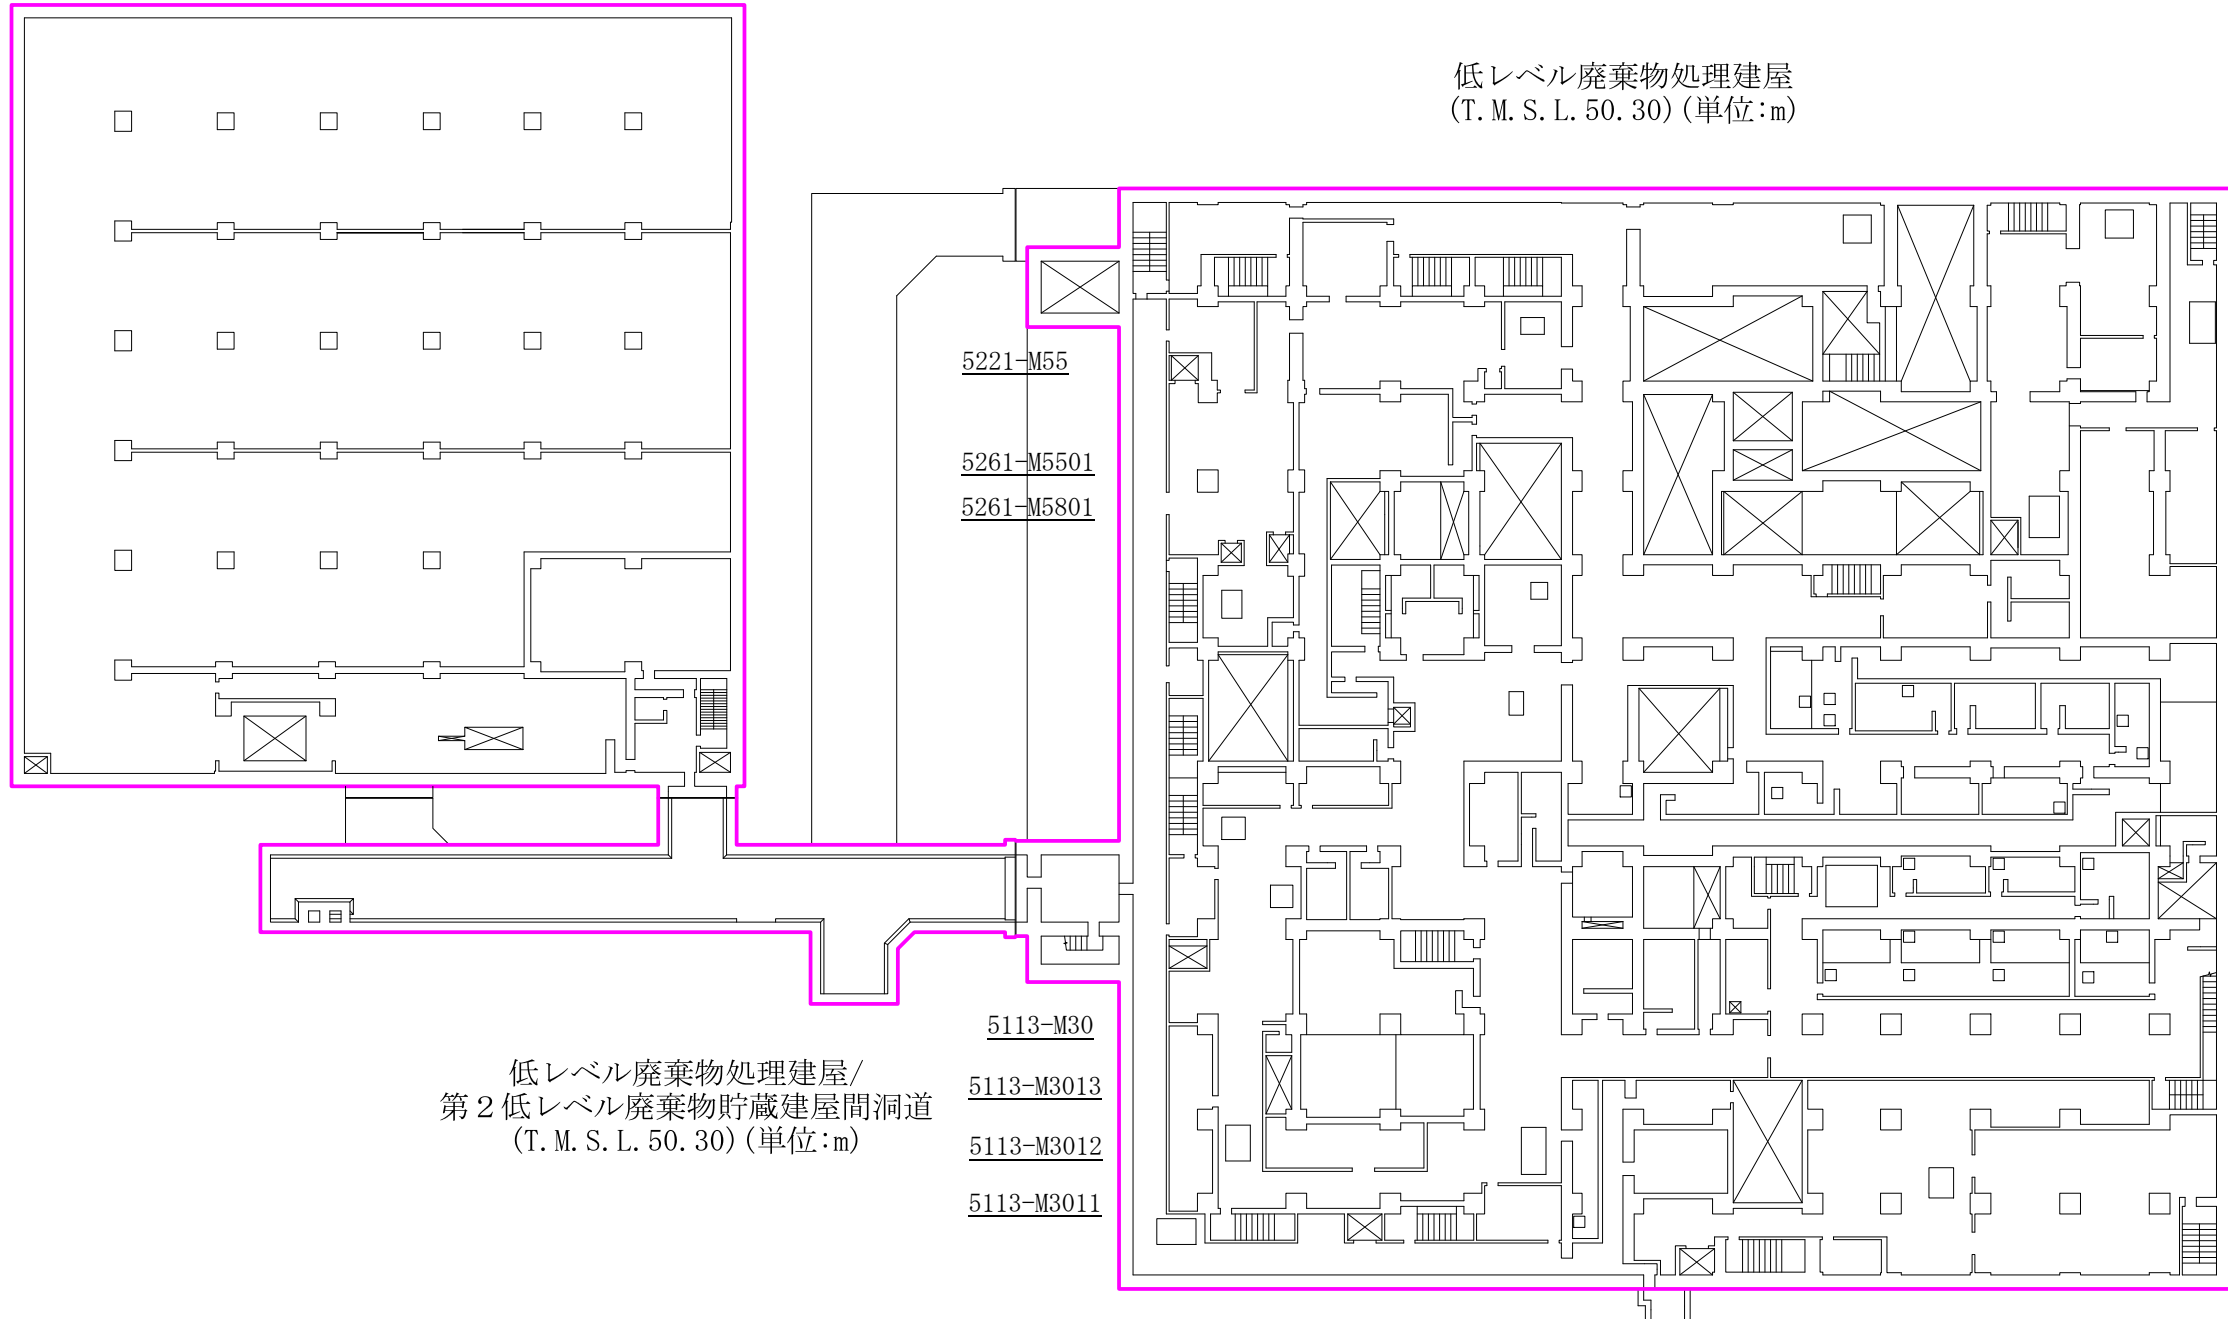 低レベル廃棄物処理建屋
(T.M.S.L.50.30)(単位:m)
5221-M55
5261-M5501
5261-M5801
5113-M30
5113-M3013
5113-M3012
5113-M3011
低レベル廃棄物処理建屋/
第2低レベル廃棄物貯蔵建屋間洞道
(T.M.S.L.50.30)(単位:m)